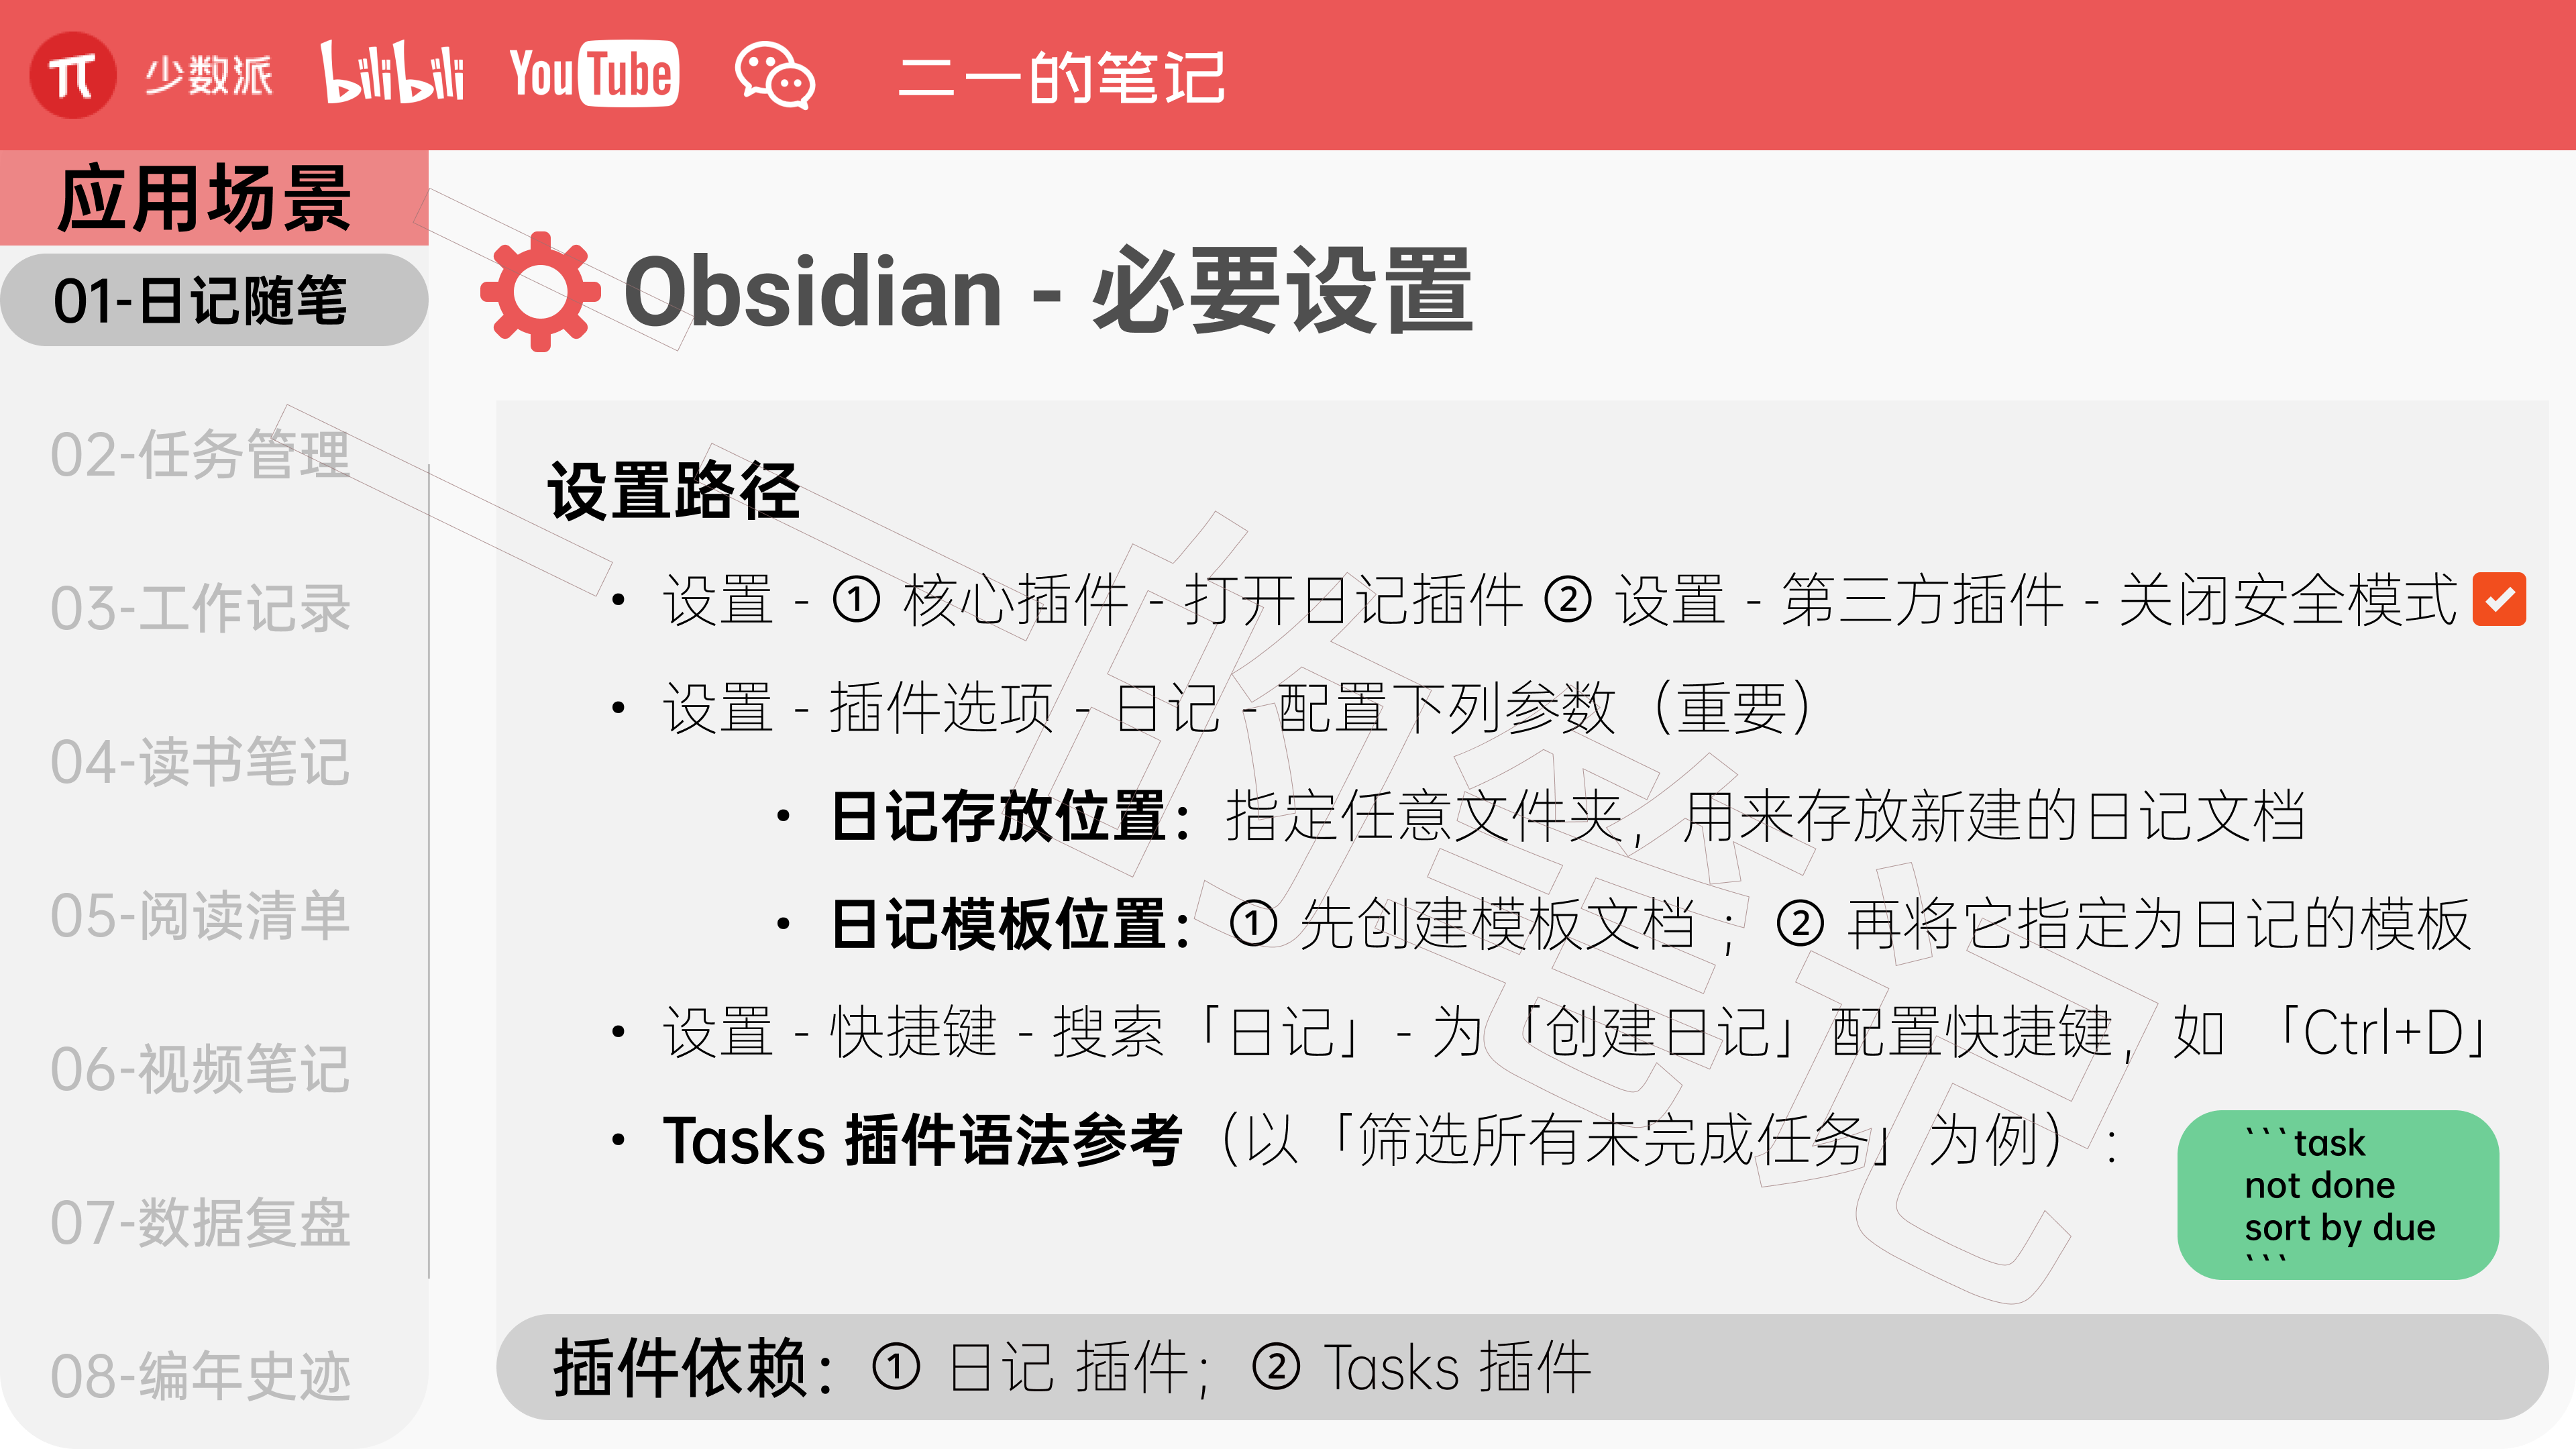 少数派 bilibili YouTube 二一的笔记
应用场景
01-日记随笔
02-任务管理
03-工作记录
04-读书笔记
05-阅读清单
06-视频笔记
07-数据复盘
08-编年史迹
Obsidian - 必要设置
设置路径
• 设置 - ① 核心插件 - 打开日记插件 ② 设置 - 第三方插件 - 关闭安全模式
• 设置 - 插件选项 - 日记 - 配置下列参数（重要）
• 日记存放位置：指定任意文件夹，用来存放新建的日记文档
• 日记模板位置：① 先创建模板文档 ；② 再将它指定为日记的模板
• 设置 - 快捷键 - 搜索「日记」- 为「创建日记」配置快捷键，如 「Ctrl+D」
• Tasks 插件语法参考（以「筛选所有未完成任务」为例）：
```task
not done
sort by due
```
插件依赖：① 日记 插件；② Tasks 插件
二一的笔记